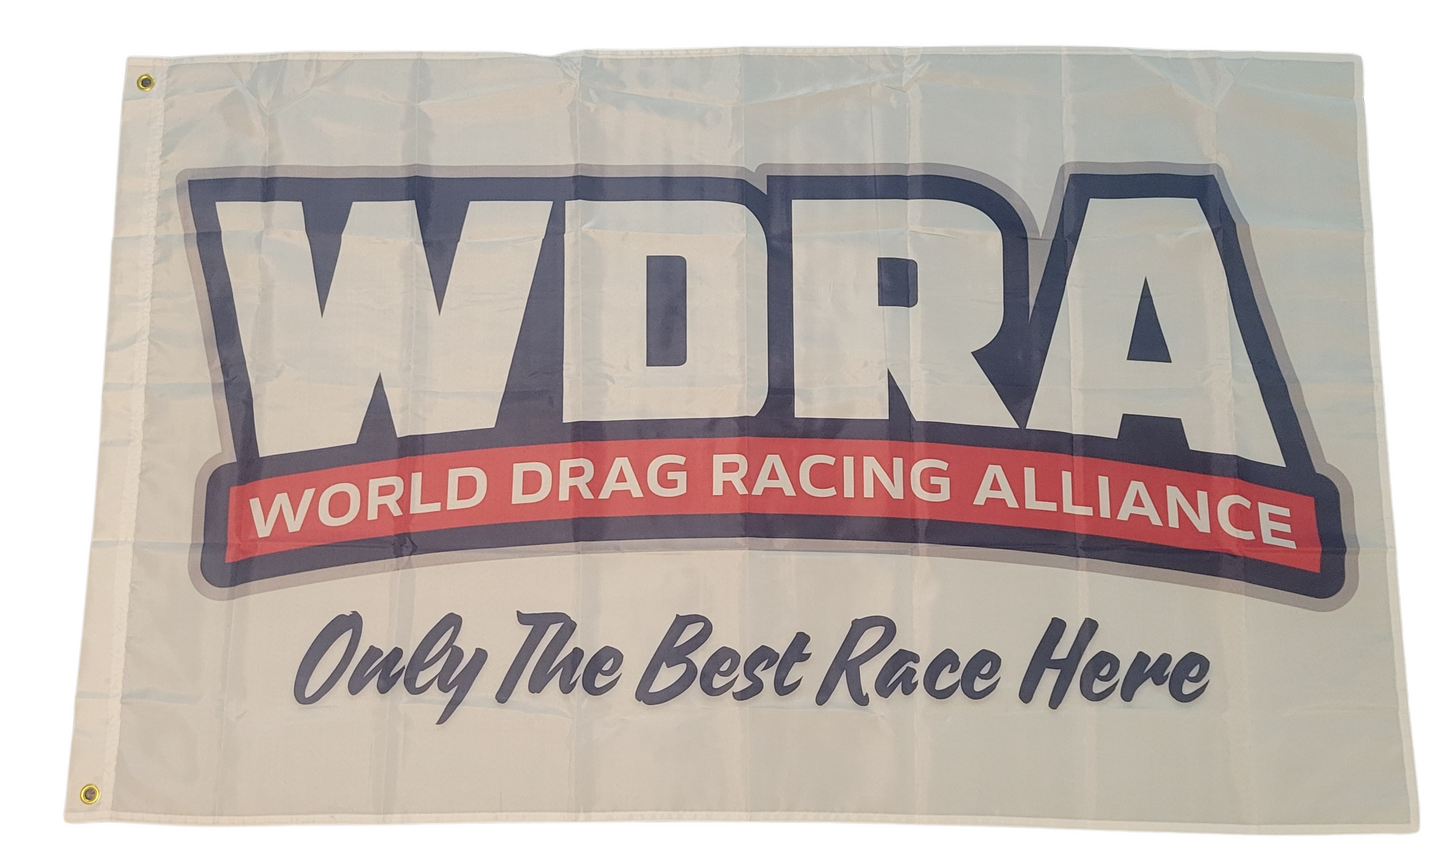 WDRA
WORLD DRAG RACING ALLIANCE
Only The Best Race Here